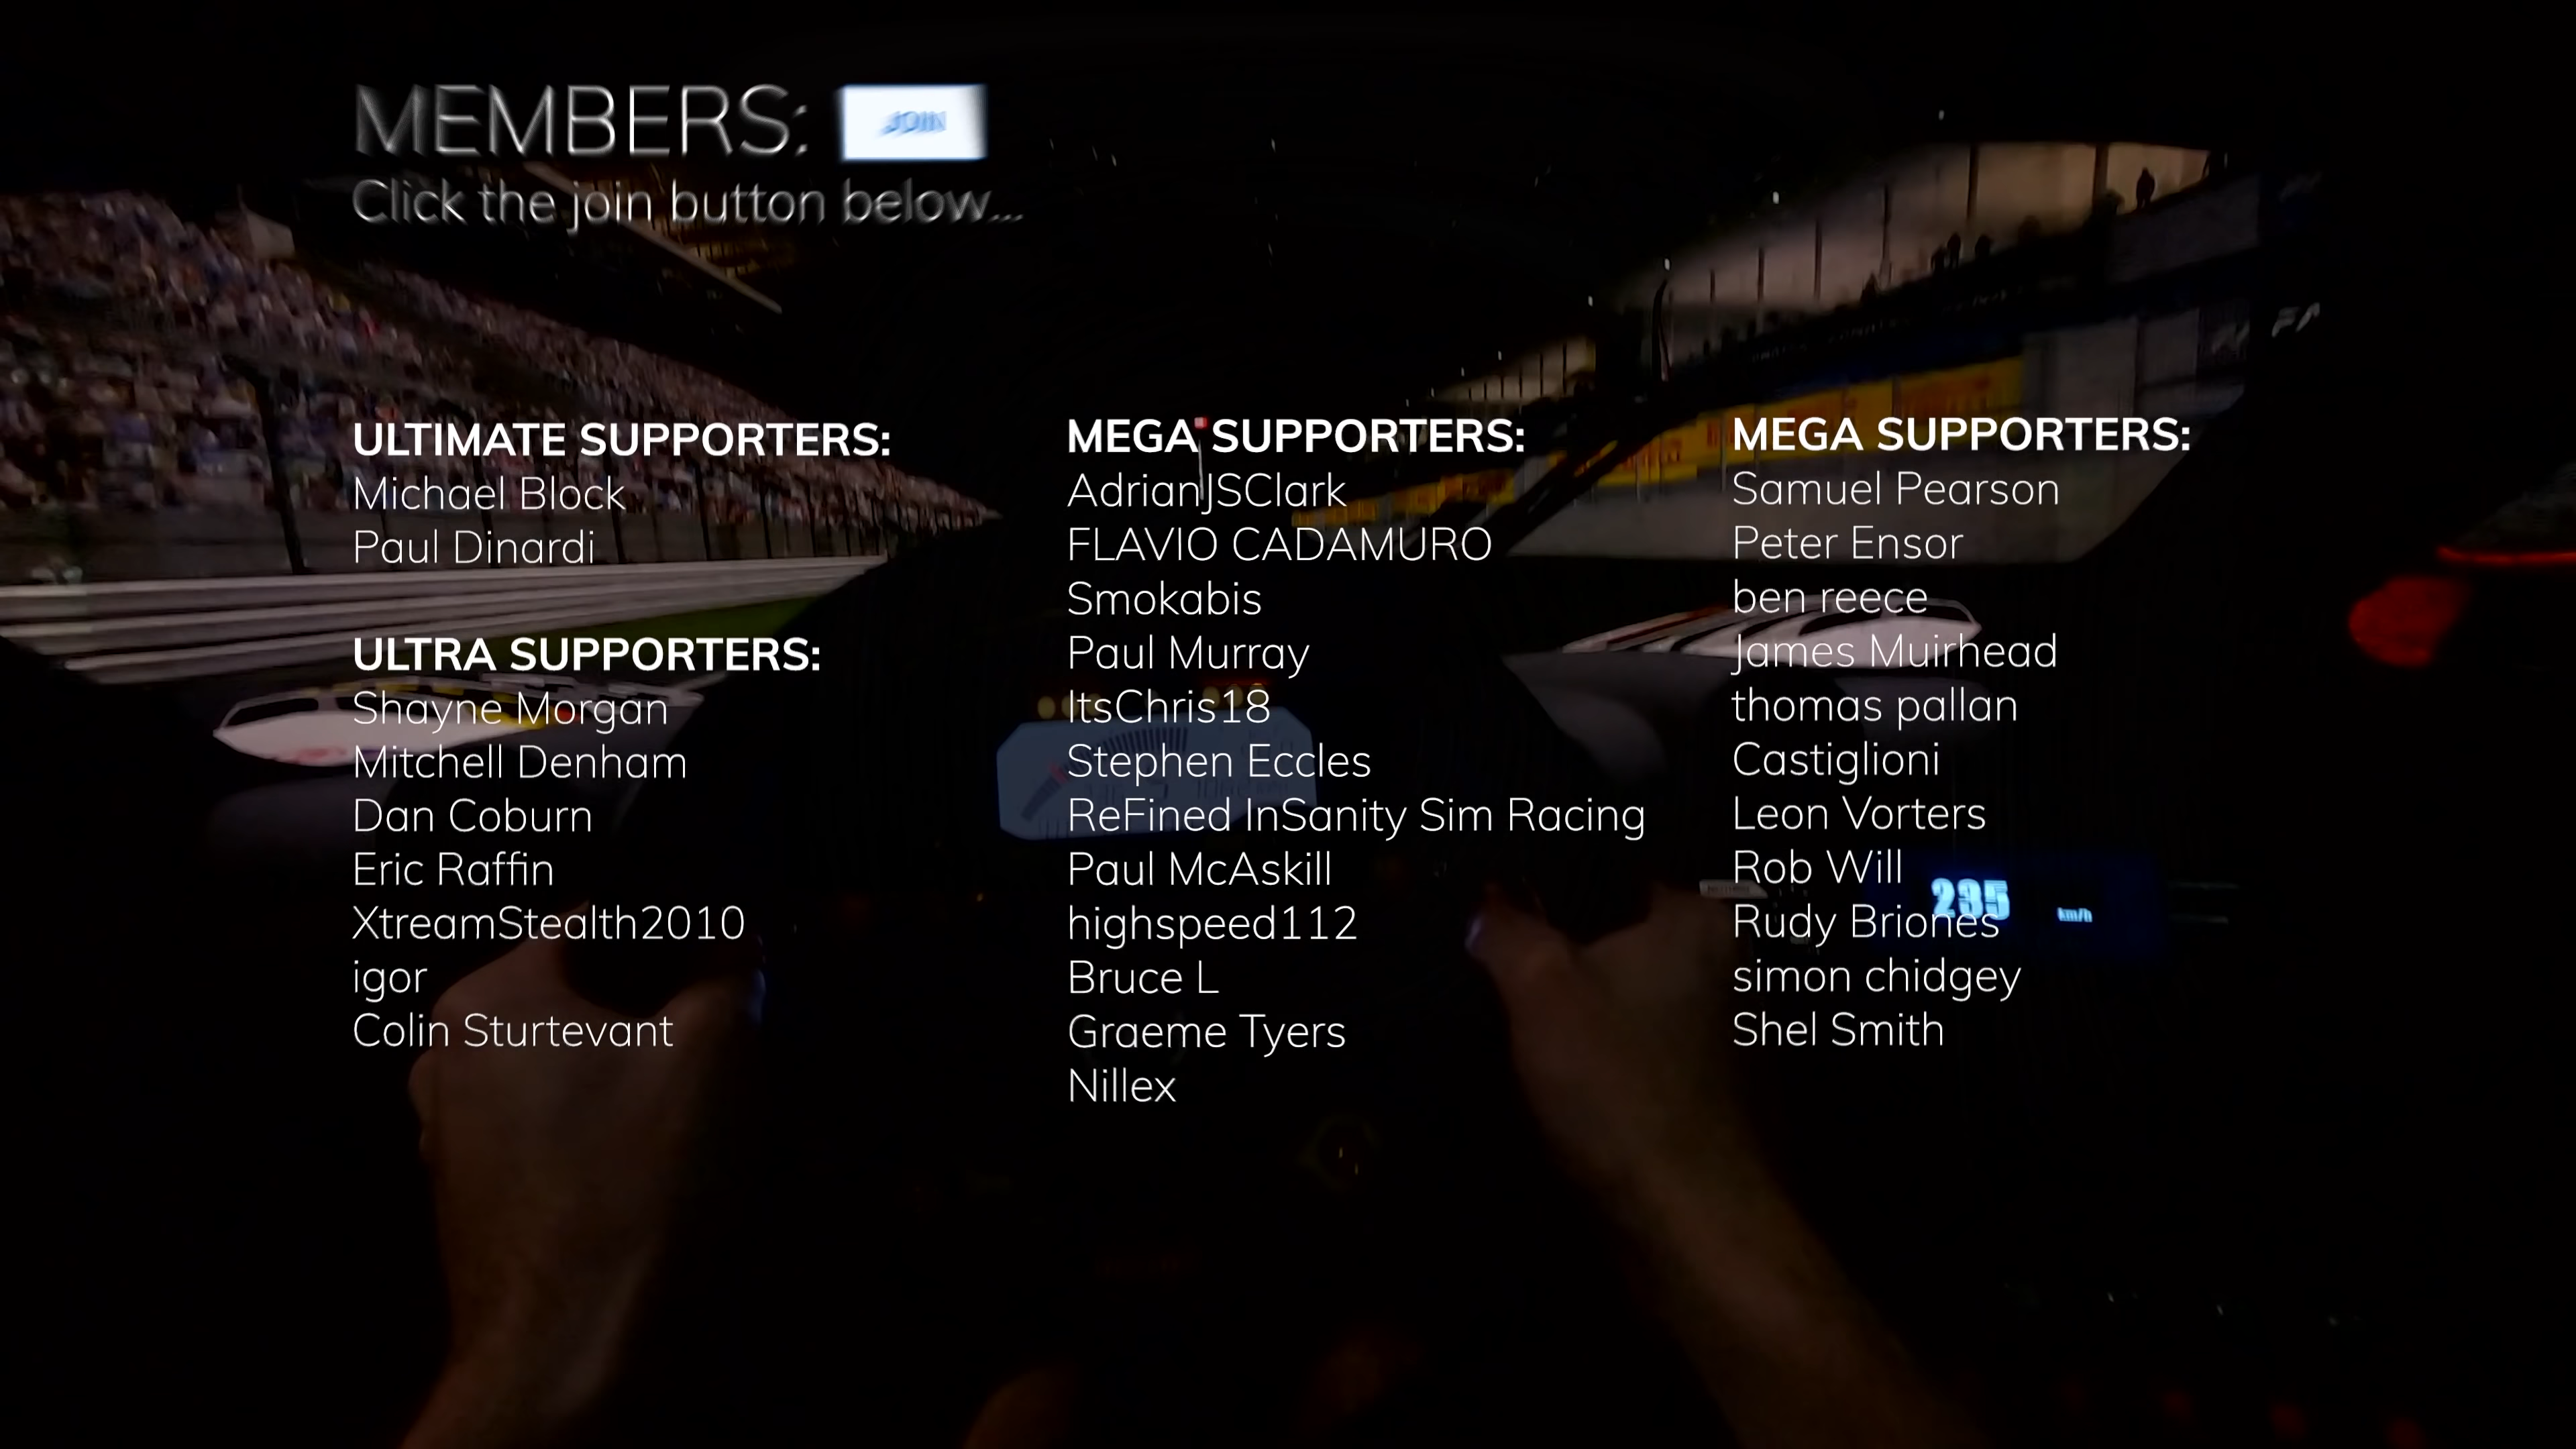 MEMBERS: JOIN
Click the join button below...
ULTIMATE SUPPORTERS:
Michael Block
Paul Dinardi
ULTRA SUPPORTERS:
Shayne Morgan
Mitchell Denham
Dan Coburn
Eric Raffin
XtreamStealth2010
igor
Colin Sturtevant
MEGA SUPPORTERS:
AdrianJSClark
FLAVIO CADAMURO
Smokabis
Paul Murray
ItsChris18
Stephen Eccles
ReFined InSanity Sim Racing
Paul McAskill
highspeed112
Bruce L
Graeme Tyers
Nillex
MEGA SUPPORTERS:
Samuel Pearson
Peter Ensor
ben reece
James Muirhead
thomas pallan
Castiglioni
Leon Vorters
Rob Will
Rudy Briones
simon chidgey
Shel Smith
235 km/h